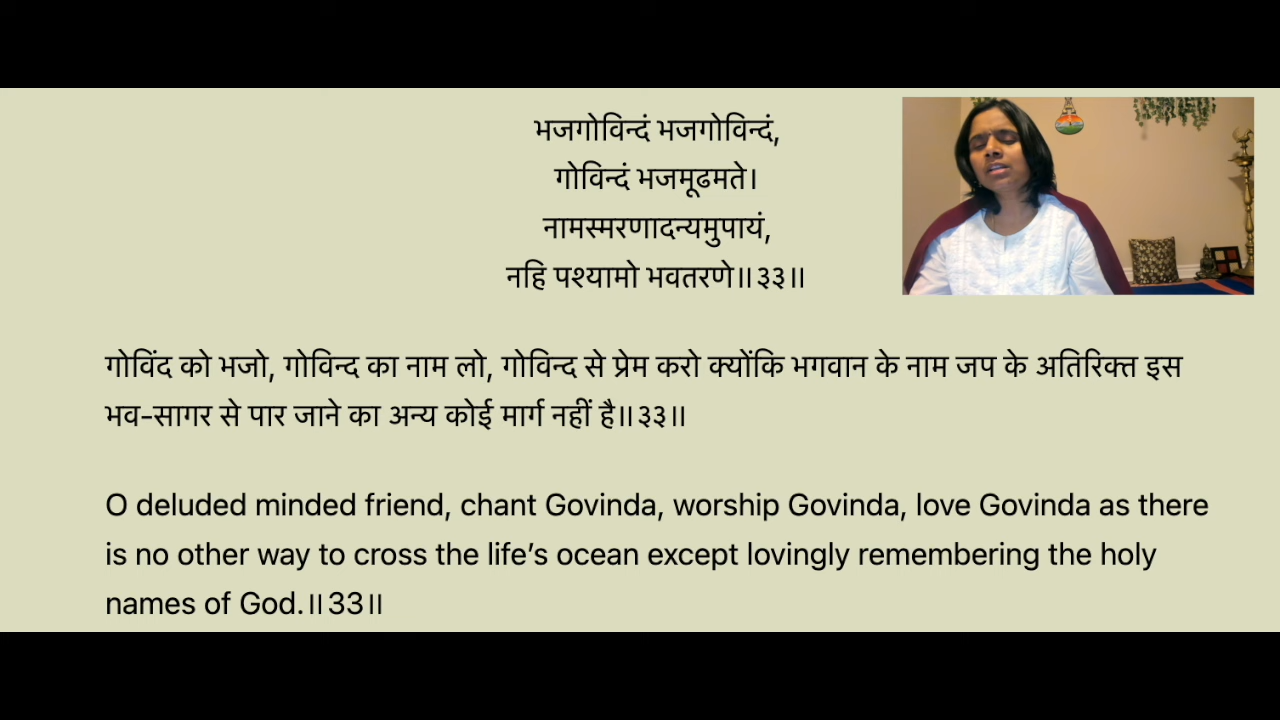 भजगोविन्दं भजगोविन्दं,
गोविन्दं भजमूढमते।
नामस्मरणादन्यमुपायं,
नहि पश्यामो भवतरणे॥३३॥
गोविंद को भजो, गोविन्द का नाम लो, गोविन्द से प्रेम करो क्योंकि भगवान के नाम जप के अतिरिक्त इस
भव-सागर से पार जाने का अन्य कोई मार्ग नहीं है॥३३॥
O deluded minded friend, chant Govinda, worship Govinda, love Govinda as there
is no other way to cross the life’s ocean except lovingly remembering the holy
names of God.॥33॥